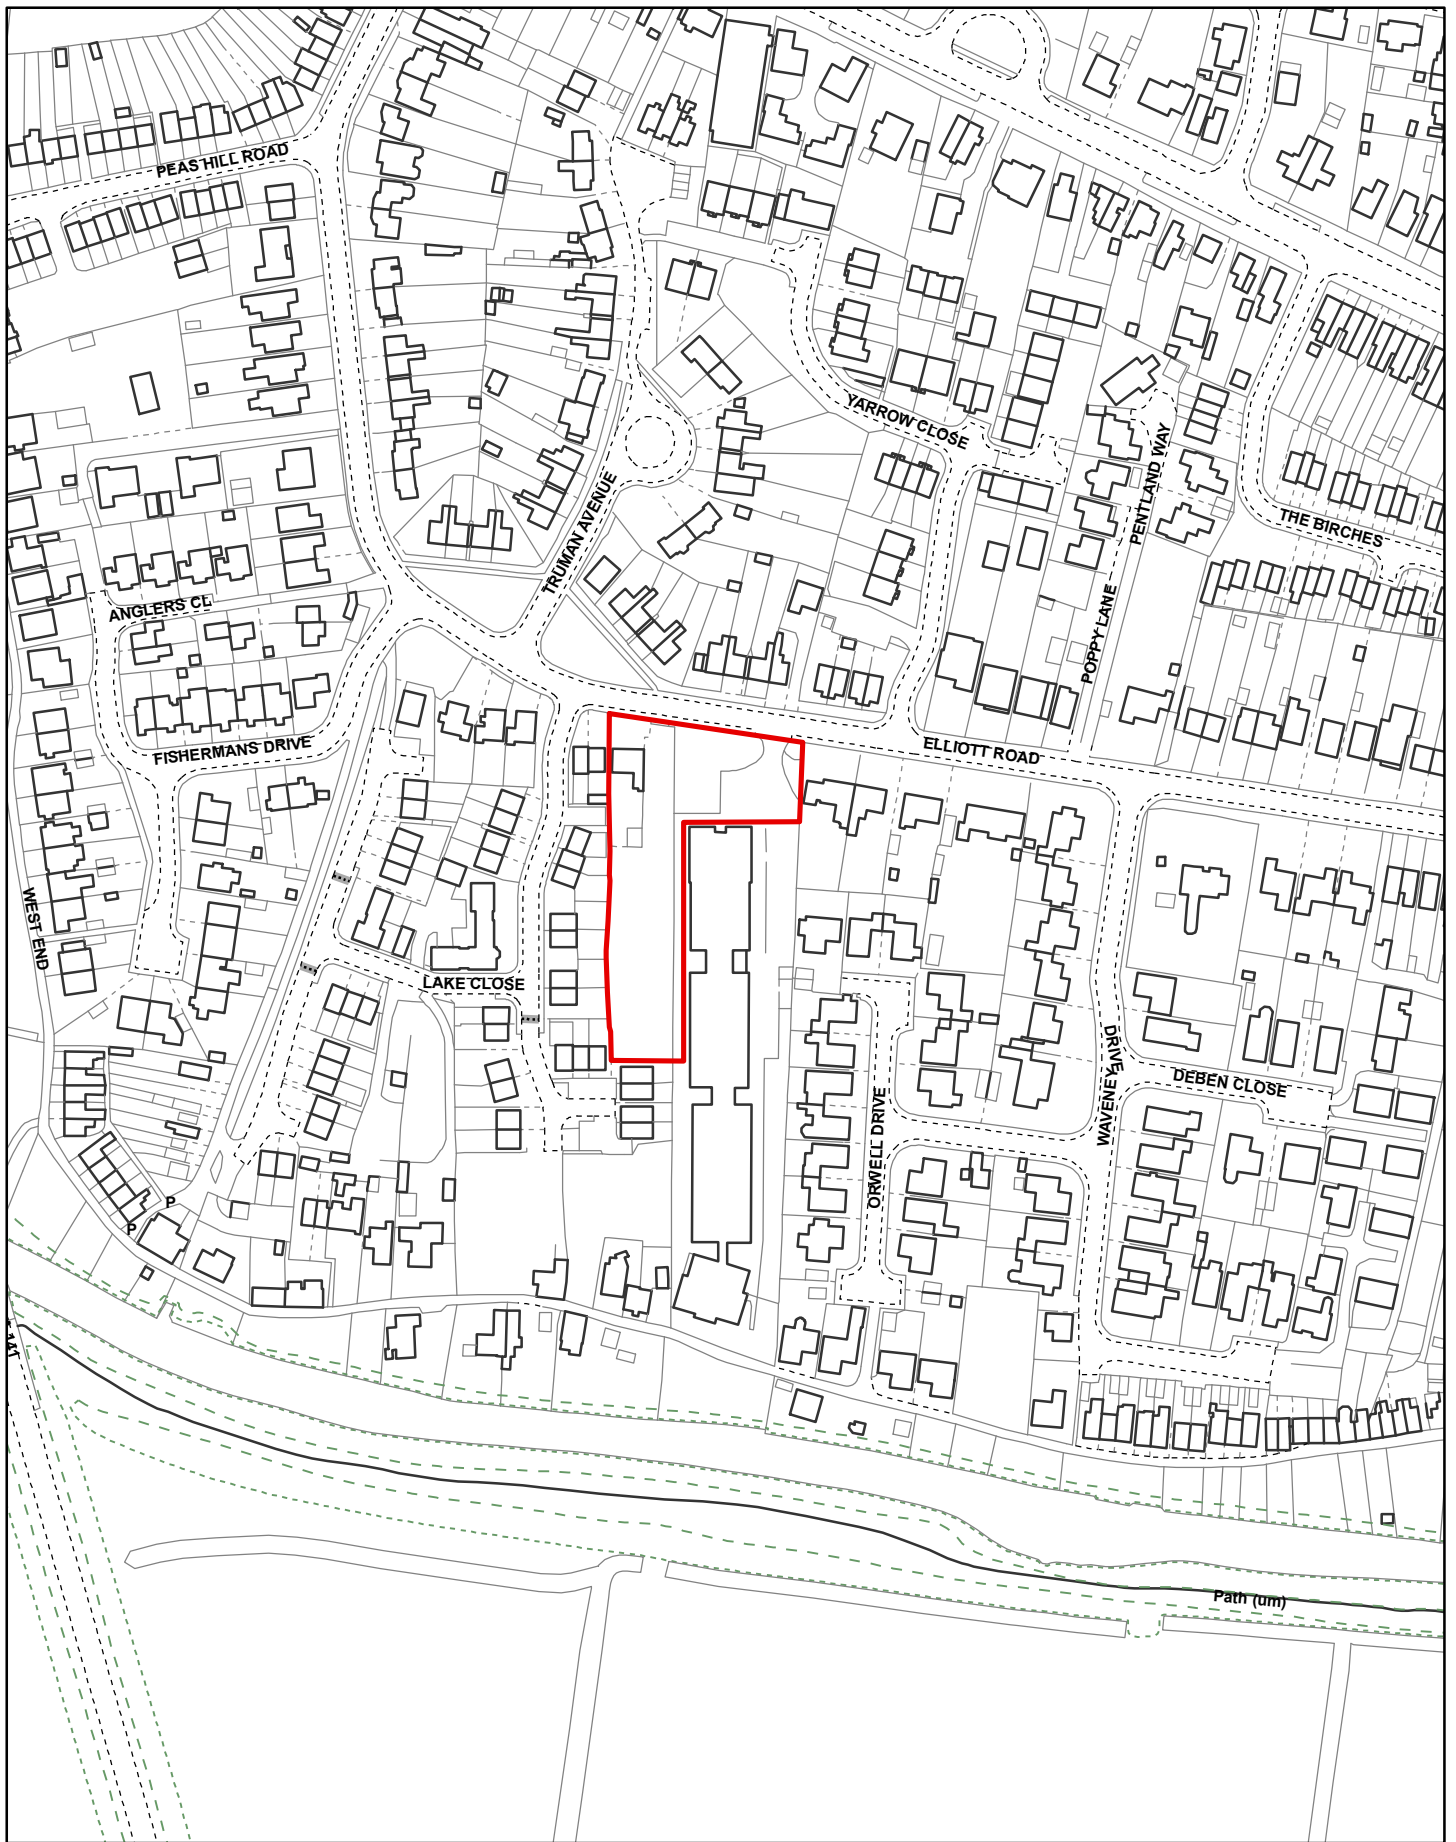 PEAS HILL ROAD
YARROW CLOSE
PENTLAND WAY
TRUMAN AVENUE
THE BIRCHES
ANGLERS CL
POPPY LANE
FISHERMANS DRIVE
ELLIOTT ROAD
WEST END
LAKE CLOSE
WAVENEY DRIVE
DEBEN CLOSE
ORWELL DRIVE
P
P
Path (um)